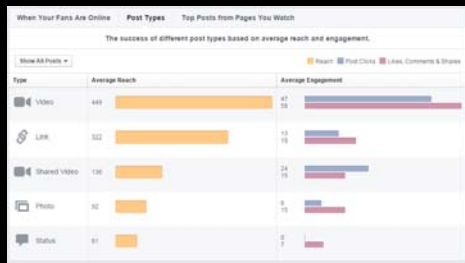 When Your Fans Are Online Post Types Top Posts from Pages You Watch
The success of different post types based on average reach and engagement.
Show All Posts Reach Post Clicks Likes, Comments & Shares
Type Average Reach Average Engagement
Video 449 47
58
Link 322 13
19
Shared Video 136 24
15
Photo 92 6
15
Status 61 0
7